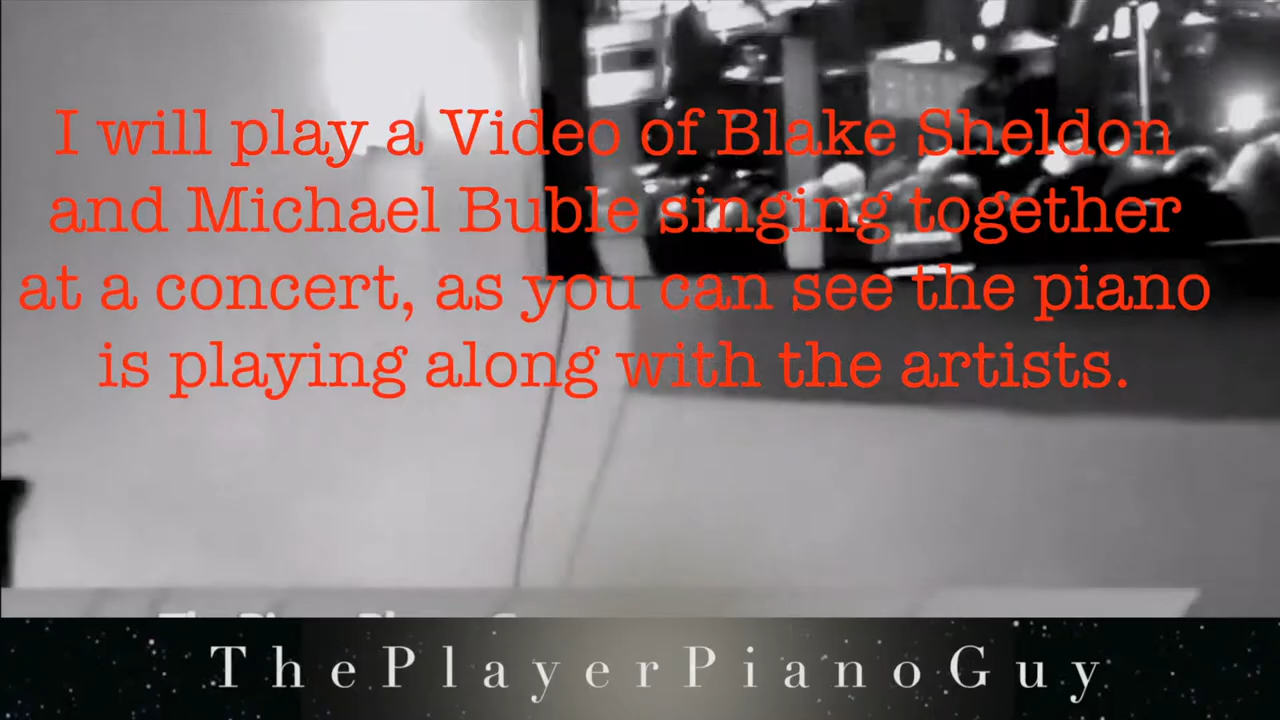 I will play a Video of Blake Sheldon
and Michael Buble singing together
at a concert, as you can see the piano
is playing along with the artists.
ThePlayerPianoGuy